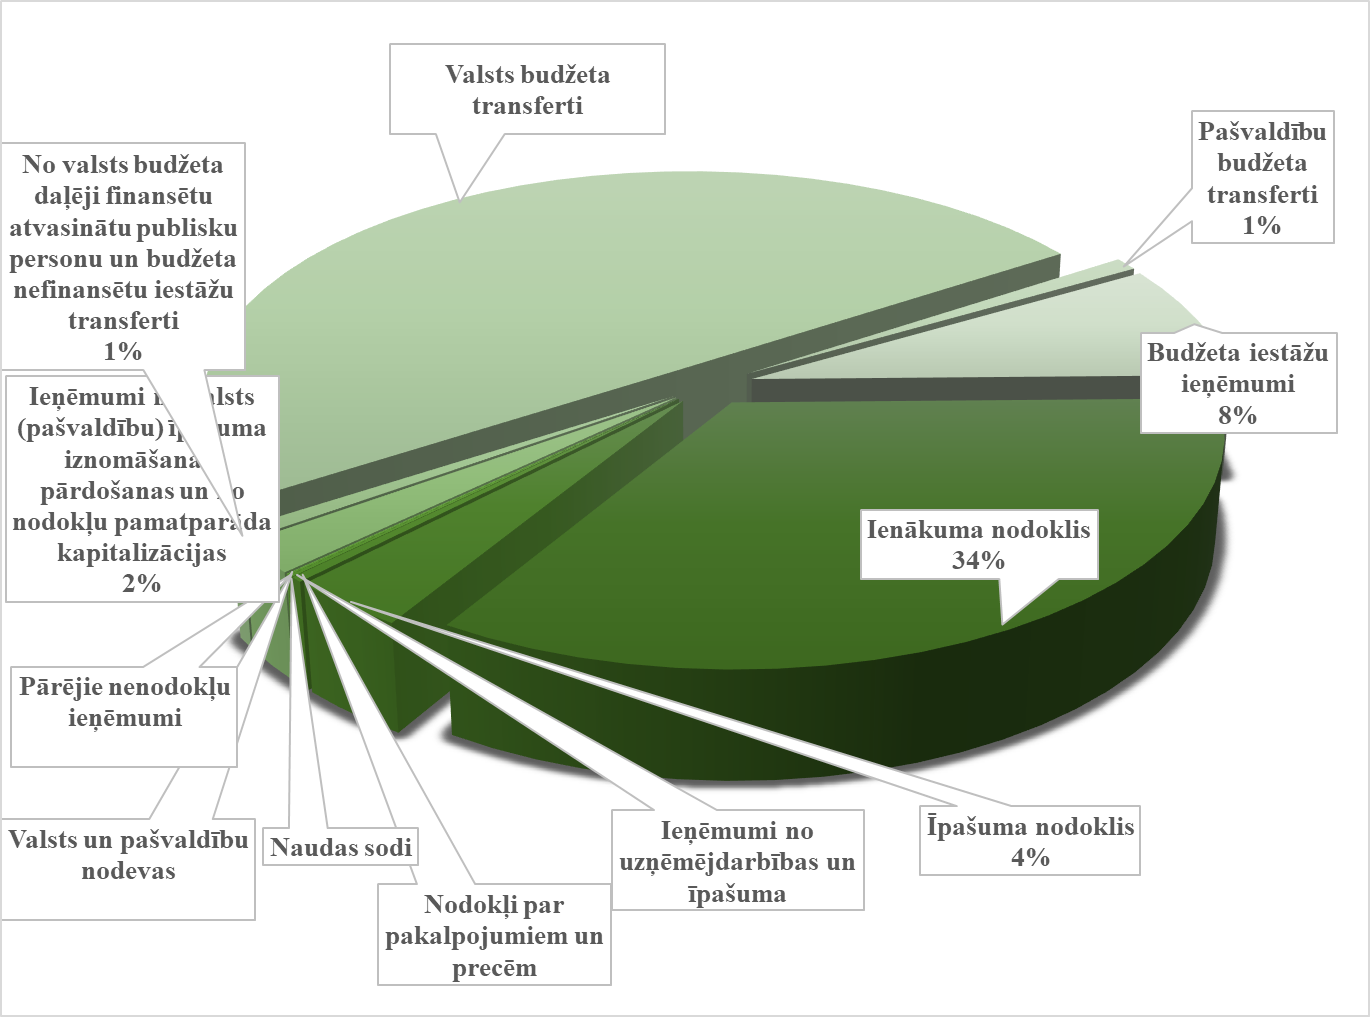 Valsts budžeta
transferti
Pašvaldību
budžeta
transferti
1%
No valsts budžeta
daļēji finansētu
atvasinātu publisku
personu un budžeta
nefinansētu iestāžu
transferti
1%
Budžeta iestāžu
ieņēmumi
8%
Ieņēmumi
(pašvaldību)
iznomāšana
pārdošanas un
nodokļu pamatparāda
kapitalizācijas
2%
Ienākuma nodoklis
34%
Pārējie nenodokļu
ieņēmumi
Valsts un pašvaldību
nodevas
Naudas sodi
Nodokļi par
pakalpojumiem un
precēm
Ieņēmumi no
uzņēmējdarbības un
īpašuma
Īpašuma nodoklis
4%